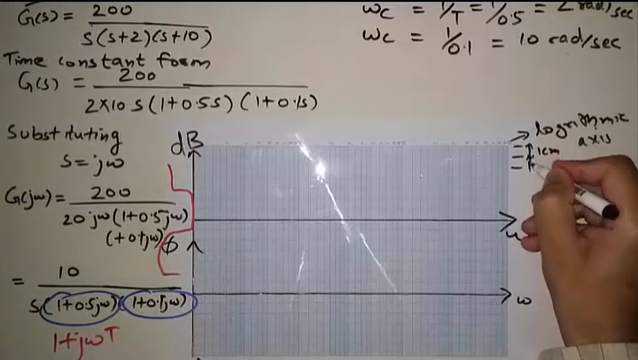 G(s) = 200
s(s+2)(s+10)
Time constant form
G(s) = 200
2×10 s(1+0.5s)(1+0.1s)
Substituting
s=jω
G(jω) = 200
20 jω(1+0.5jω)
(1+0.1jω)
= 10
s(1+0.5jω)(1+0.1jω)
1+jωT
ωc = 1/T = 1/0.5 = 2 rad/sec
ωc = 1/0.1 = 10 rad/sec
dB
logrithmic
axis
1cm
ω
ϕ
ω